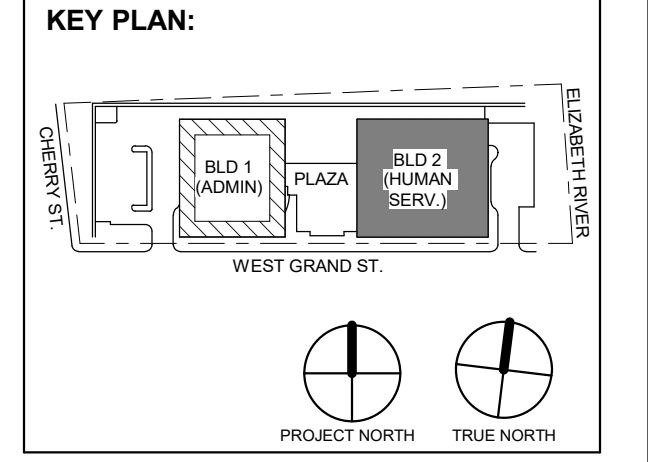 KEY PLAN:
CHERRY ST.
BLD 1
(ADMIN)
PLAZA
BLD 2
(HUMAN
SERV.)
ELIZABETH RIVER
WEST GRAND ST.
PROJECT NORTH
TRUE NORTH